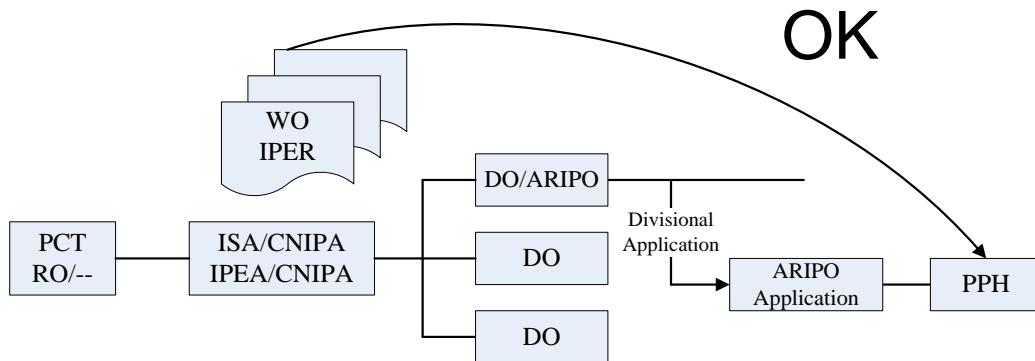 OK
WO
IPER
DO/ARIPO
Divisional
Application
PCT
RO/--
ISA/CNIPA
IPEA/CNIPA
DO
ARIPO
Application
PPH
DO